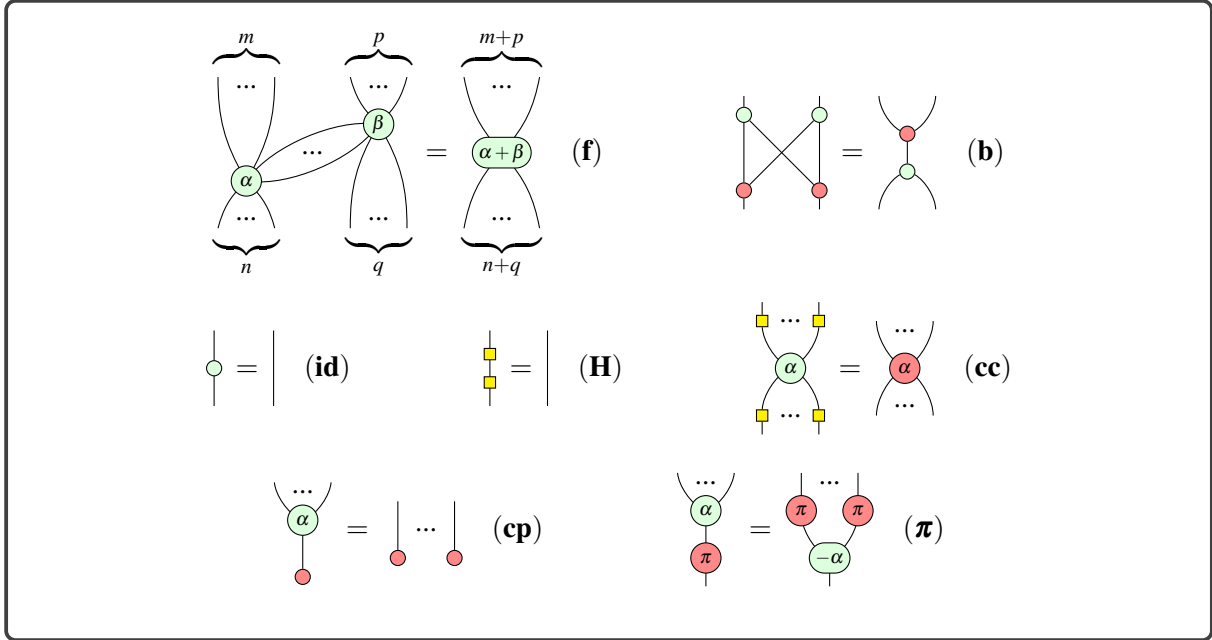 m p m+p
... ... ...
β
... = α + β (f) = (b)
α
... ... ...
n q n+q
... ...
= (id) = (H) α = α (cc)
... ...
... ... ...
α = ... (cp) α = π π (π)
π −α